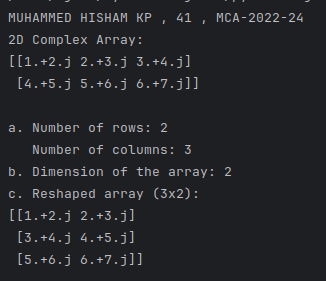 MUHAMMED HISHAM KP , 41 , MCA-2022-24
2D Complex Array:
[[1.+2.j 2.+3.j 3.+4.j]
 [4.+5.j 5.+6.j 6.+7.j]]

a. Number of rows: 2
   Number of columns: 3
b. Dimension of the array: 2
c. Reshaped array (3x2):
[[1.+2.j 2.+3.j]
 [3.+4.j 4.+5.j]
 [5.+6.j 6.+7.j]]